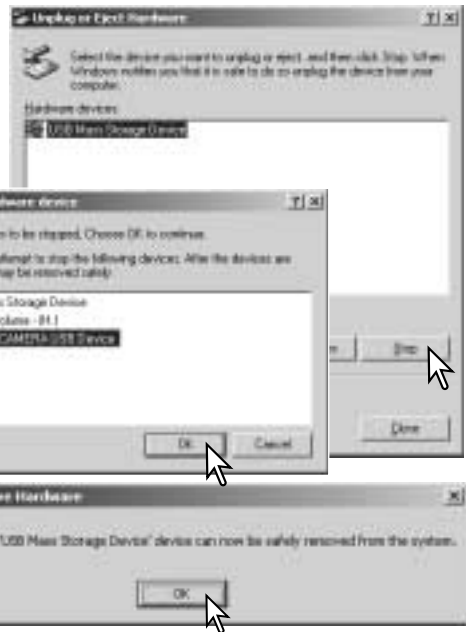 Unplug or Eject Hardware
Select the device you want to unplug or eject, and then click Stop. When
Windows notifies you that it is safe to do so unplug the device from your
computer.
Hardware devices:
USB Mass Storage Device
Stop
Close
ware device
to be stopped. Choose OK to continue.
attempt to stop the following devices. After the devices are
may be removed safely.
Storage Device
CAMERA USB Device
OK
Cancel
Hardware
'USB Mass Storage Device' device can now be safely removed from the system.
OK